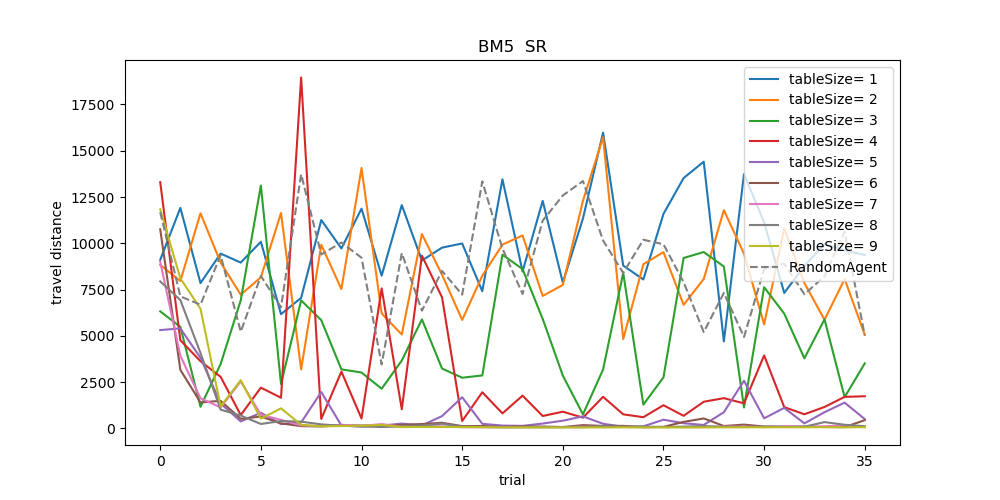 BM5  SR
travel distance
17500
15000
12500
10000
7500
5000
2500
0
0 5 10 15 20 25 30 35
trial
tableSize= 1
tableSize= 2
tableSize= 3
tableSize= 4
tableSize= 5
tableSize= 6
tableSize= 7
tableSize= 8
tableSize= 9
RandomAgent